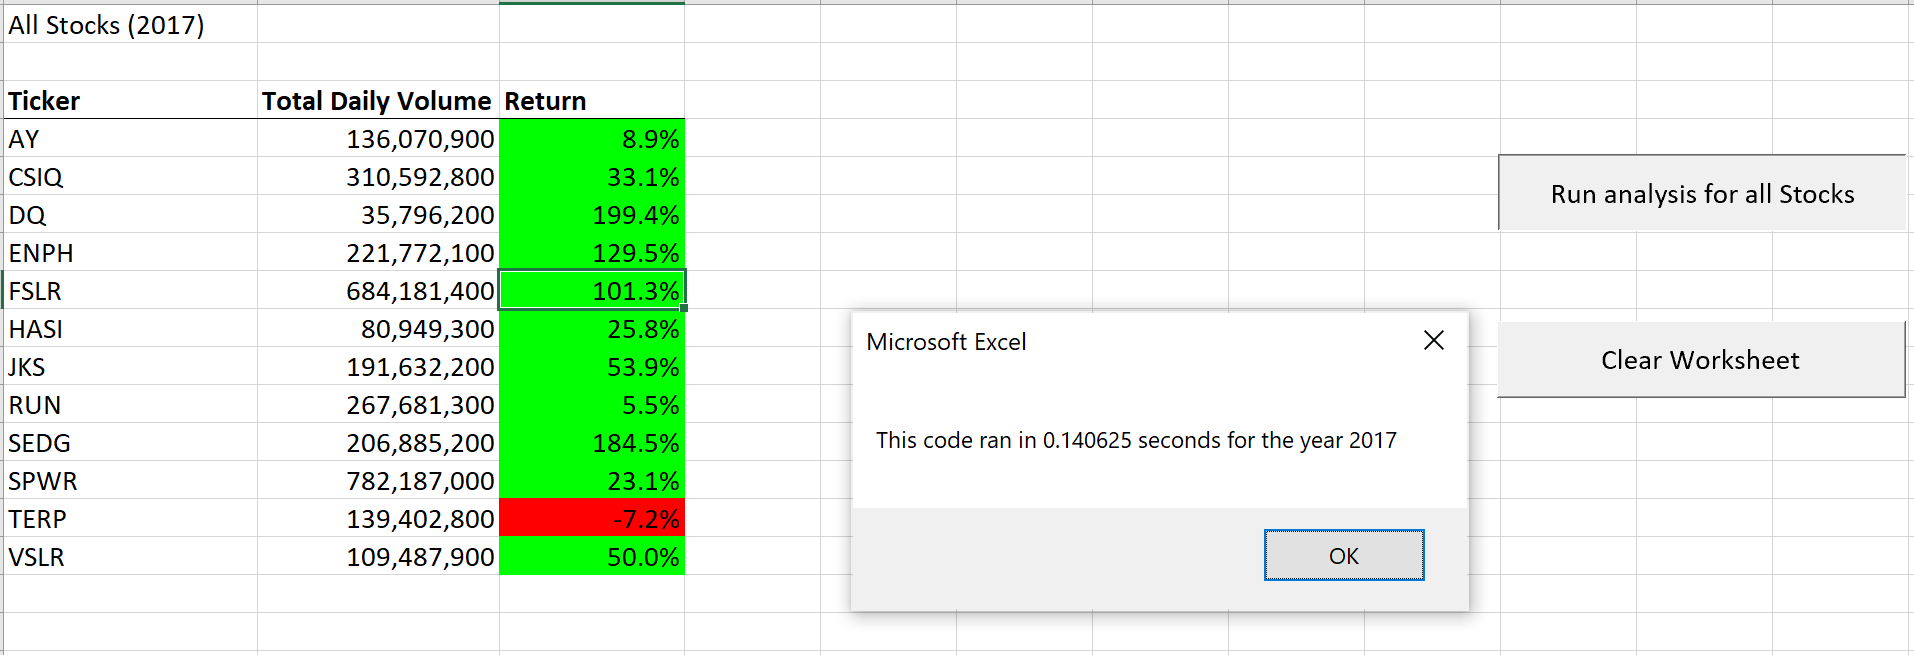 All Stocks (2017)
Ticker Total Daily Volume Return
AY 136,070,900 8.9%
CSIQ 310,592,800 33.1%
DQ 35,796,200 199.4%
ENPH 221,772,100 129.5%
FSLR 684,181,400 101.3%
HASI 80,949,300 25.8%
JKS 191,632,200 53.9%
RUN 267,681,300 5.5%
SEDG 206,885,200 184.5%
SPWR 782,187,000 23.1%
TERP 139,402,800 -7.2%
VSLR 109,487,900 50.0%
Microsoft Excel
This code ran in 0.140625 seconds for the year 2017
OK
Run analysis for all Stocks
Clear Worksheet